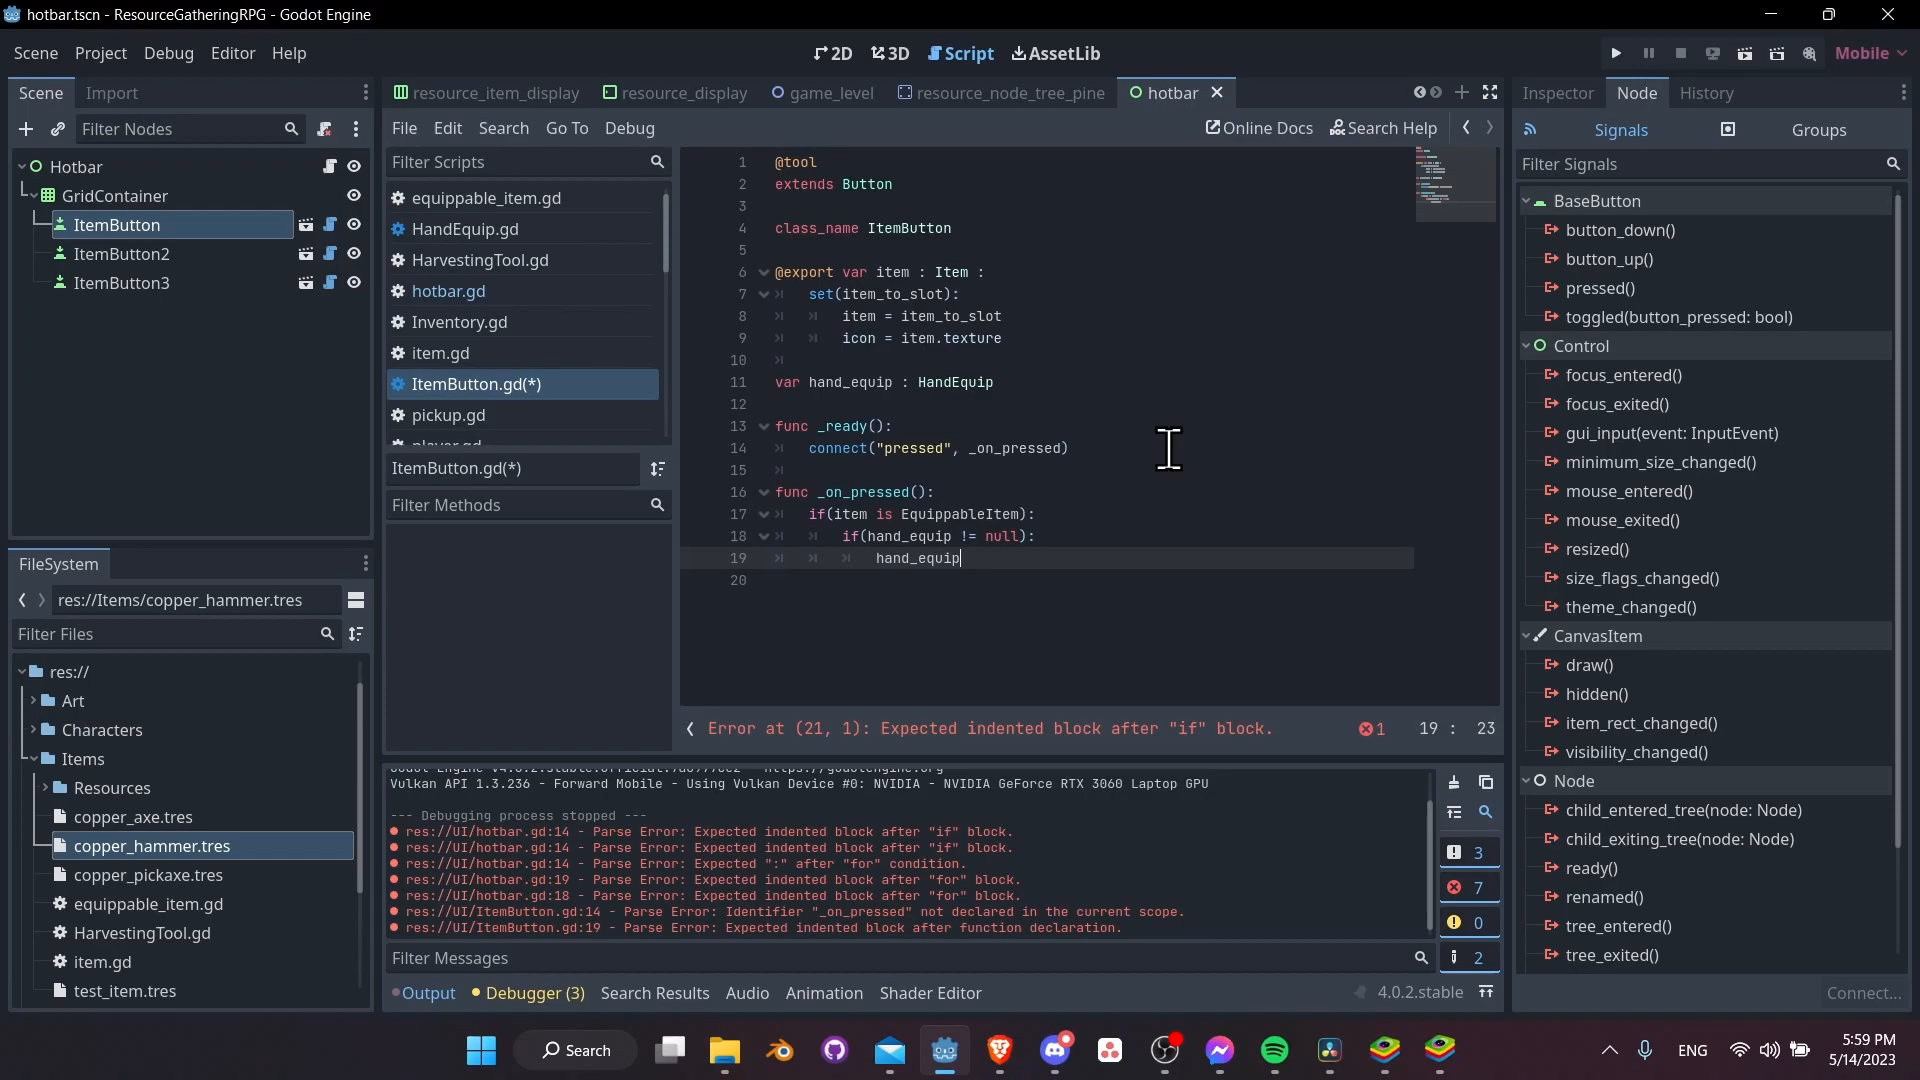 hotbar.tscn - ResourceGatheringRPG - Godot Engine
Scene Project Debug Editor Help
2D 3D Script AssetLib
Mobile
Scene Import
Filter Nodes
Hotbar
GridContainer
ItemButton
ItemButton2
ItemButton3
FileSystem
res://Items/copper_hammer.tres
Filter Files
res://
Art
Characters
Items
Resources
copper_axe.tres
copper_hammer.tres
copper_pickaxe.tres
equippable_item.gd
HarvestingTool.gd
item.gd
test_item.tres
resource_item_display resource_display game_level resource_node_tree_pine hotbar
File Edit Search Go To Debug
Online Docs Search Help
Filter Scripts
equippable_item.gd
HandEquip.gd
HarvestingTool.gd
hotbar.gd
Inventory.gd
item.gd
ItemButton.gd(*)
pickup.gd
player.gd
ItemButton.gd(*)
Filter Methods
1 @tool
2 extends Button
3
4 class_name ItemButton
5
6 @export var item : Item :
7 set(item_to_slot):
8 item = item_to_slot
9 icon = item.texture
10
11 var hand_equip : HandEquip
12
13 func _ready():
14 connect("pressed", _on_pressed)
15
16 func _on_pressed():
17 if(item is EquippableItem):
18 if(hand_equip != null):
19 hand_equip
20
Error at (21, 1): Expected indented block after "if" block.
1 19 : 23
Vulkan API 1.3.236 - Forward Mobile - Using Vulkan Device #0: NVIDIA - NVIDIA GeForce RTX 3060 Laptop GPU
--- Debugging process stopped ---
res://UI/hotbar.gd:14 - Parse Error: Expected indented block after "if" block.
res://UI/hotbar.gd:14 - Parse Error: Expected indented block after "if" block.
res://UI/hotbar.gd:14 - Parse Error: Expected ":" after "for" condition.
res://UI/hotbar.gd:19 - Parse Error: Expected indented block after "for" block.
res://UI/hotbar.gd:18 - Parse Error: Expected indented block after "for" block.
res://UI/ItemButton.gd:14 - Parse Error: Identifier "_on_pressed" not declared in the current scope.
res://UI/ItemButton.gd:19 - Parse Error: Expected indented block after function declaration.
3
7
0
2
Filter Messages
Output Debugger (3) Search Results Audio Animation Shader Editor
4.0.2.stable
Inspector Node History
Signals Groups
Filter Signals
BaseButton
button_down()
button_up()
pressed()
toggled(button_pressed: bool)
Control
focus_entered()
focus_exited()
gui_input(event: InputEvent)
minimum_size_changed()
mouse_entered()
mouse_exited()
resized()
size_flags_changed()
theme_changed()
CanvasItem
draw()
hidden()
item_rect_changed()
visibility_changed()
Node
child_entered_tree(node: Node)
child_exiting_tree(node: Node)
ready()
renamed()
tree_entered()
tree_exited()
Connect...
Search
ENG
5:59 PM
5/14/2023